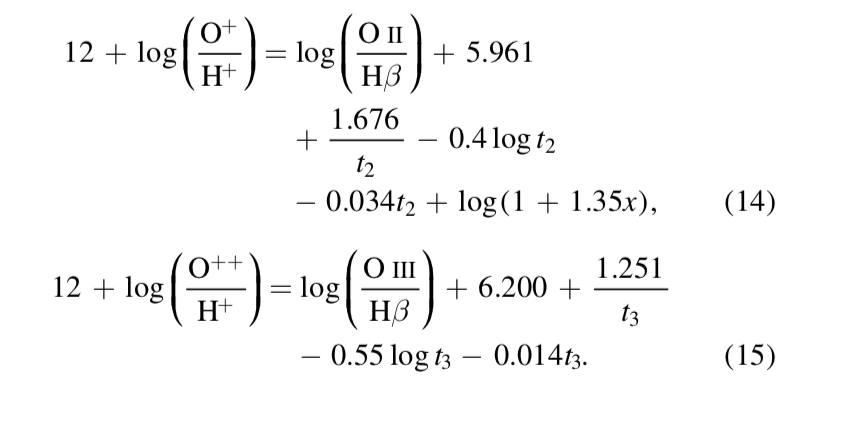 12 + log(O⁺/H⁺) = log(O II/Hβ) + 5.961
+ 1.676/t₂ − 0.4 log t₂
− 0.034t₂ + log(1 + 1.35x), (14)
12 + log(O⁺⁺/H⁺) = log(O III/Hβ) + 6.200 + 1.251/t₃
− 0.55 log t₃ − 0.014t₃. (15)